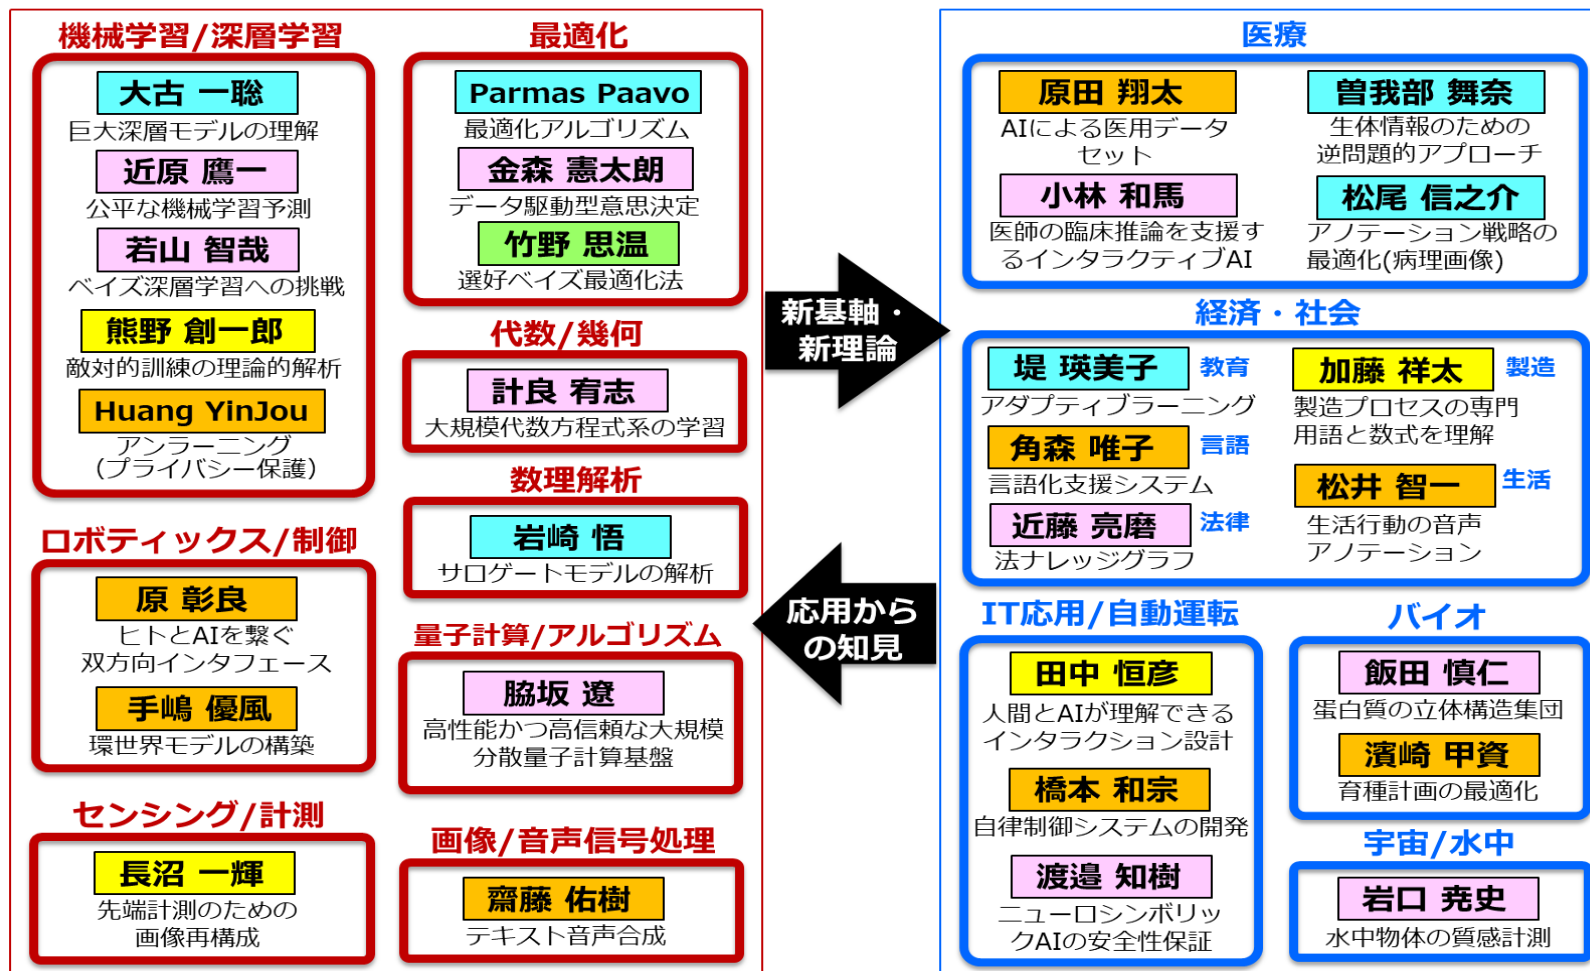 機械学習/深層学習
大古 一聡
巨大深層モデルの理解
近原 鷹一
公平な機械学習予測
若山 智哉
ベイズ深層学習への挑戦
熊野 創一郎
敵対的訓練の理論的解析
Huang YinJou
アンラーニング
(プライバシー保護)
ロボティックス/制御
原 彰良
ヒトとAIを繋ぐ
双方向インタフェース
手嶋 優風
環世界モデルの構築
センシング/計測
長沼 一輝
先端計測のための
画像再構成
最適化
Parmas Paavo
最適化アルゴリズム
金森 憲太朗
データ駆動型意思決定
竹野 思温
選好ベイズ最適化法
代数/幾何
計良 宥志
大規模代数方程式系の学習
数理解析
岩崎 悟
サロゲートモデルの解析
量子計算/アルゴリズム
脇坂 遼
高性能かつ高信頼な大規模
分散量子計算基盤
画像/音声信号処理
齋藤 佑樹
テキスト音声合成
新基軸・
新理論
応用から
の知見
医療
原田 翔太
AIによる医用データ
セット
小林 和馬
医師の臨床推論を支援す
るインタラクティブAI
曽我部 舞奈
生体情報のための
逆問題的アプローチ
松尾 信之介
アノテーション戦略の
最適化(病理画像)
経済・社会
堤 瑛美子 教育
アダプティブラーニング
角森 唯子 言語
言語化支援システム
近藤 亮磨 法律
法ナレッジグラフ
加藤 祥太 製造
製造プロセスの専門
用語と数式を理解
松井 智一 生活
生活行動の音声
アノテーション
IT応用/自動運転
田中 恒彦
人間とAIが理解できる
インタラクション設計
橋本 和宗
自律制御システムの開発
渡邉 知樹
ニューロシンボリッ
クAIの安全性保証
バイオ
飯田 慎仁
蛋白質の立体構造集団
濱崎 甲資
育種計画の最適化
宇宙/水中
岩口 尭史
水中物体の質感計測